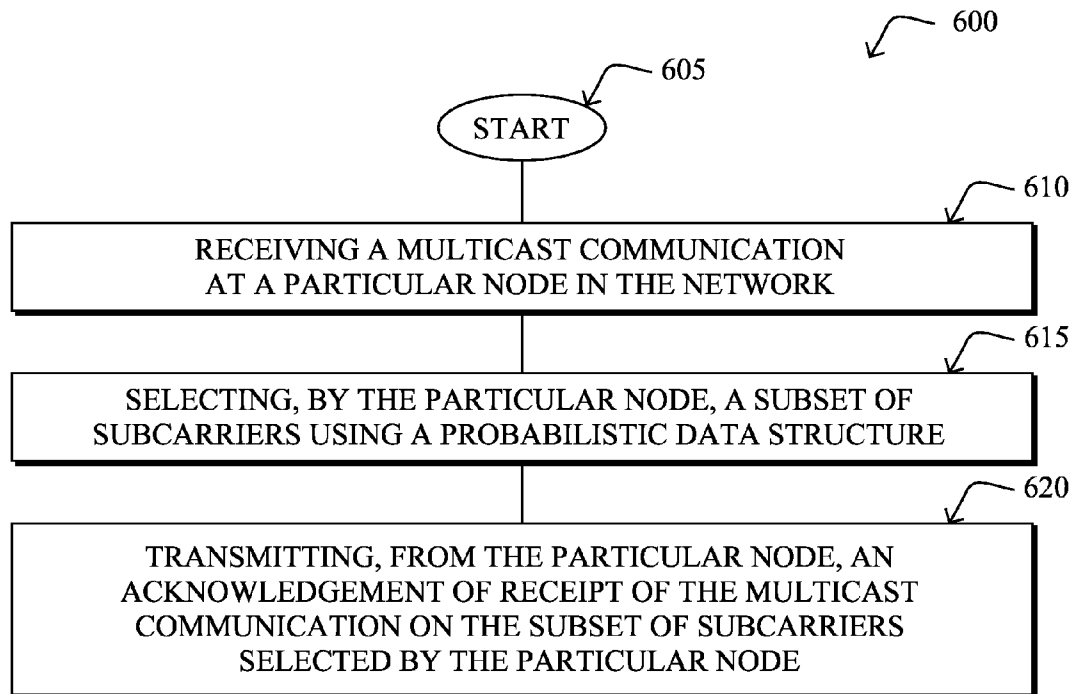 600
605
START
610
RECEIVING A MULTICAST COMMUNICATION
AT A PARTICULAR NODE IN THE NETWORK
615
SELECTING, BY THE PARTICULAR NODE, A SUBSET OF
SUBCARRIERS USING A PROBABILISTIC DATA STRUCTURE
620
TRANSMITTING, FROM THE PARTICULAR NODE, AN
ACKNOWLEDGEMENT OF RECEIPT OF THE MULTICAST
COMMUNICATION ON THE SUBSET OF SUBCARRIERS
SELECTED BY THE PARTICULAR NODE